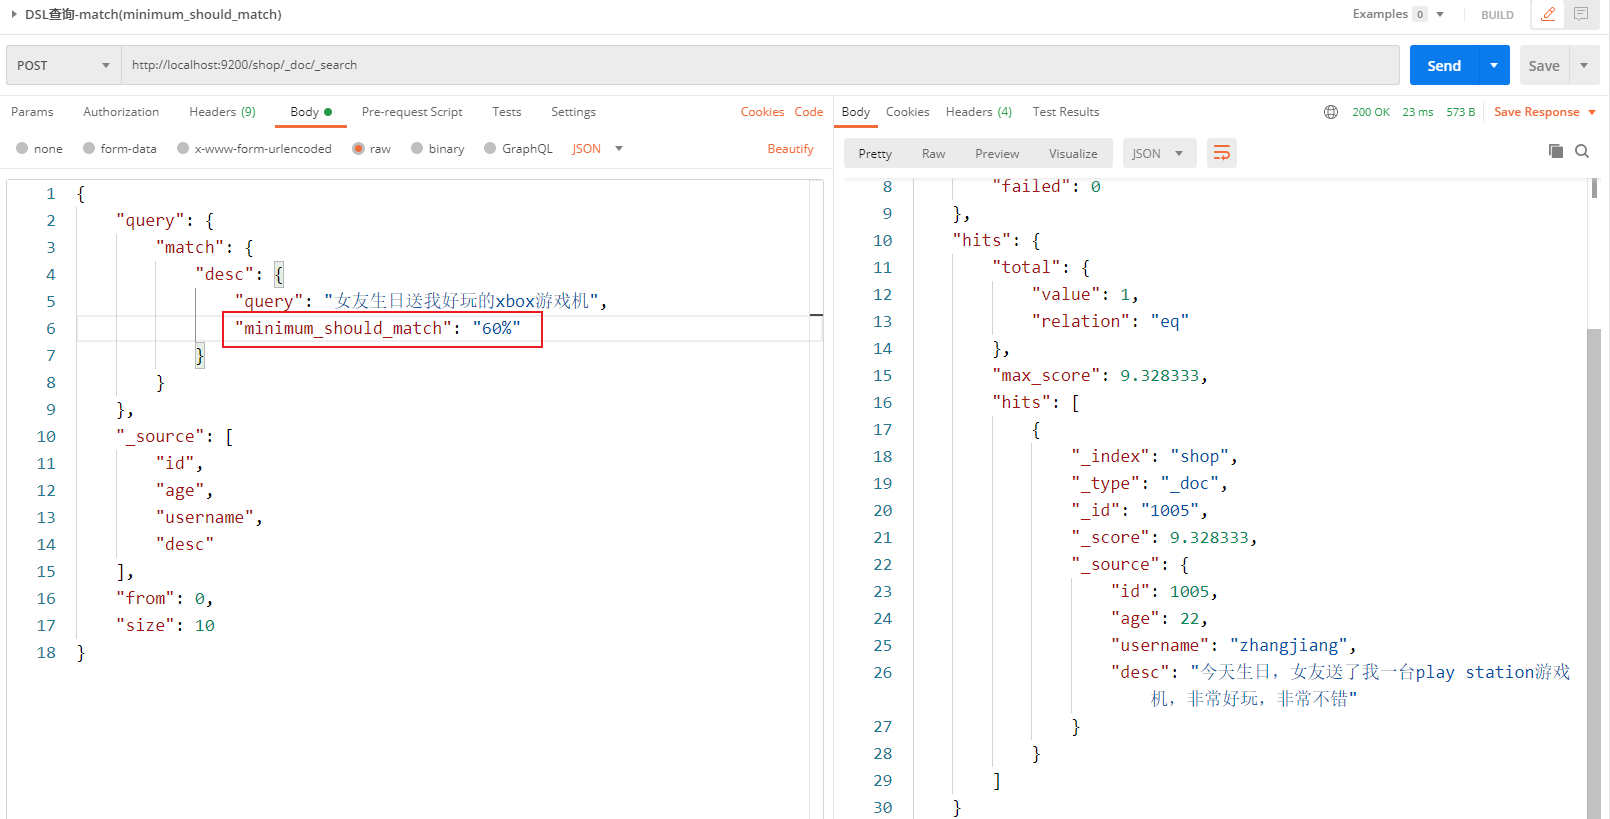 DSL查询-match(minimum_should_match)
Examples 0
BUILD
POST
http://localhost:9200/shop/_doc/_search
Send
Save
Params
Authorization
Headers (9)
Body
Pre-request Script
Tests
Settings
Cookies
Code
none
form-data
x-www-form-urlencoded
raw
binary
GraphQL
JSON
Beautify
1 {
2 "query": {
3 "match": {
4 "desc": {
5 "query": "女友生日送我好玩的xbox游戏机",
6 "minimum_should_match": "60%"
7 }
8 }
9 },
10 "_source": [
11 "id",
12 "age",
13 "username",
14 "desc"
15 ],
16 "from": 0,
17 "size": 10
18 }
Body
Cookies
Headers (4)
Test Results
200 OK
23 ms
573 B
Save Response
Pretty
Raw
Preview
Visualize
JSON
8 "failed": 0
9 },
10 "hits": {
11 "total": {
12 "value": 1,
13 "relation": "eq"
14 },
15 "max_score": 9.328333,
16 "hits": [
17 {
18 "_index": "shop",
19 "_type": "_doc",
20 "_id": "1005",
21 "_score": 9.328333,
22 "_source": {
23 "id": 1005,
24 "age": 22,
25 "username": "zhangjiang",
26 "desc": "今天生日，女友送了我一台play station游戏
机，非常好玩，非常不错"
27 }
28 }
29 ]
30 }